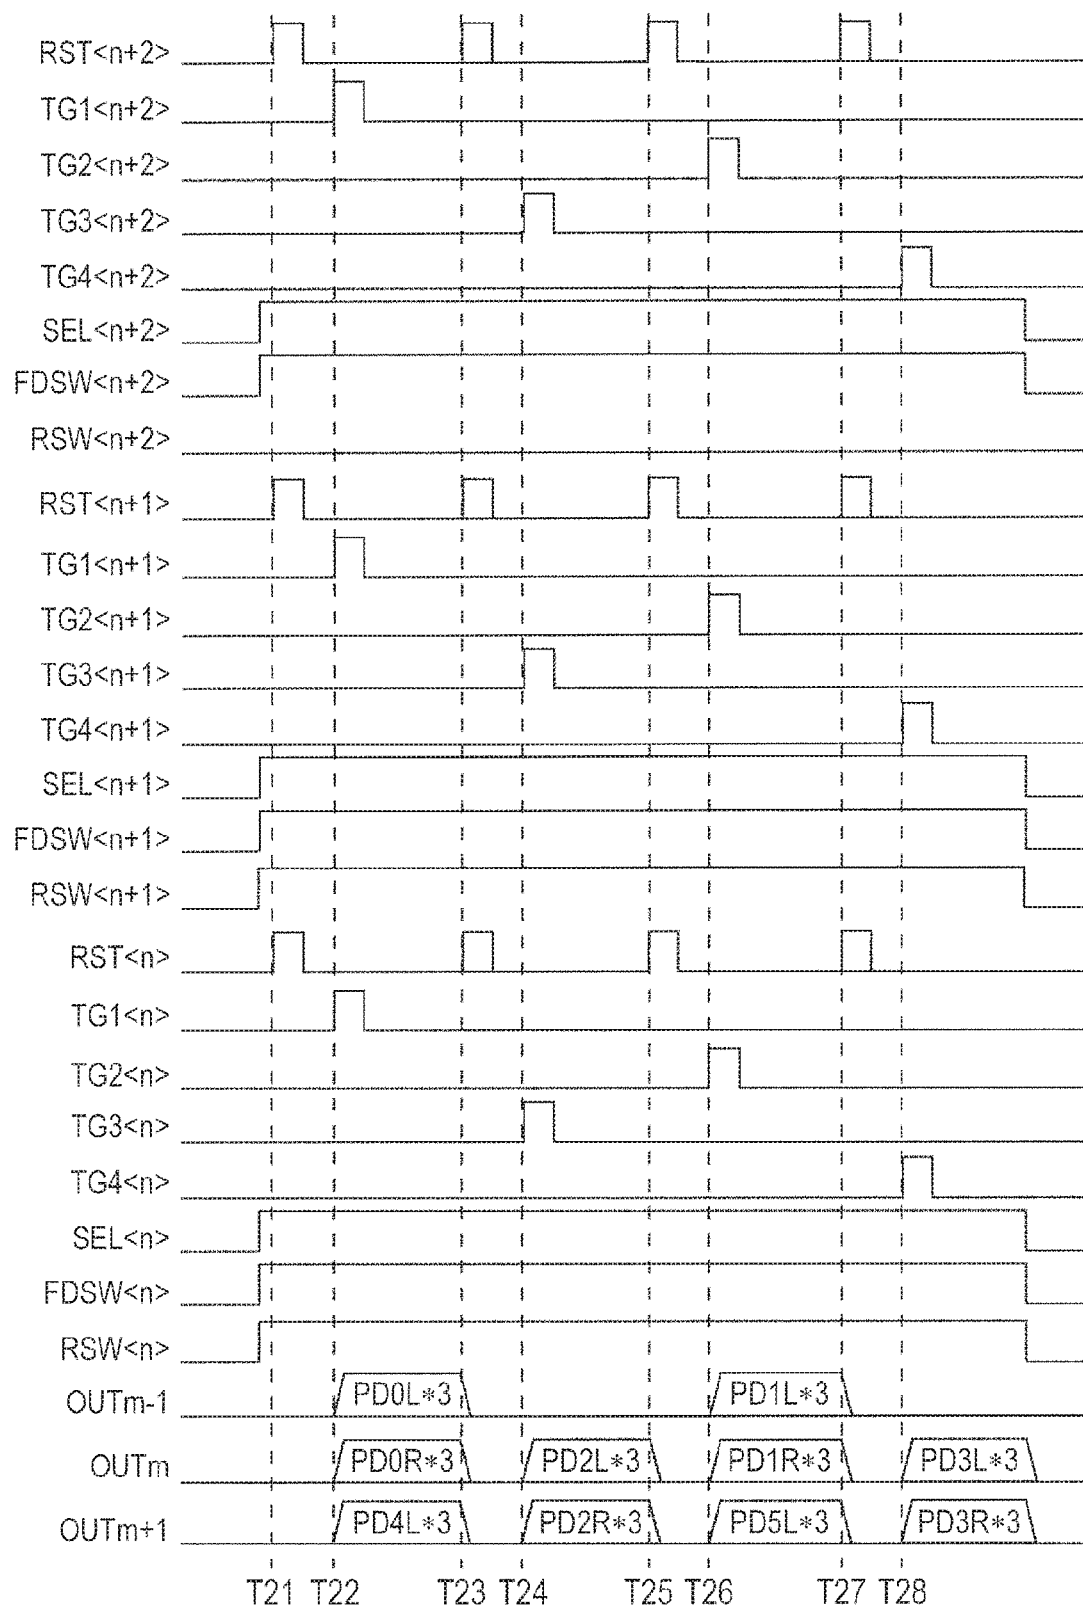 RST<n+2>
TG1<n+2>
TG2<n+2>
TG3<n+2>
TG4<n+2>
SEL<n+2>
FDSW<n+2>
RSW<n+2>
RST<n+1>
TG1<n+1>
TG2<n+1>
TG3<n+1>
TG4<n+1>
SEL<n+1>
FDSW<n+1>
RSW<n+1>
RST<n>
TG1<n>
TG2<n>
TG3<n>
TG4<n>
SEL<n>
FDSW<n>
RSW<n>
OUTm-1 PD0L*3 PD1L*3
OUTm PD0R*3 PD2L*3 PD1R*3 PD3L*3
OUTm+1 PD4L*3 PD2R*3 PD5L*3 PD3R*3
T21 T22 T23 T24 T25 T26 T27 T28